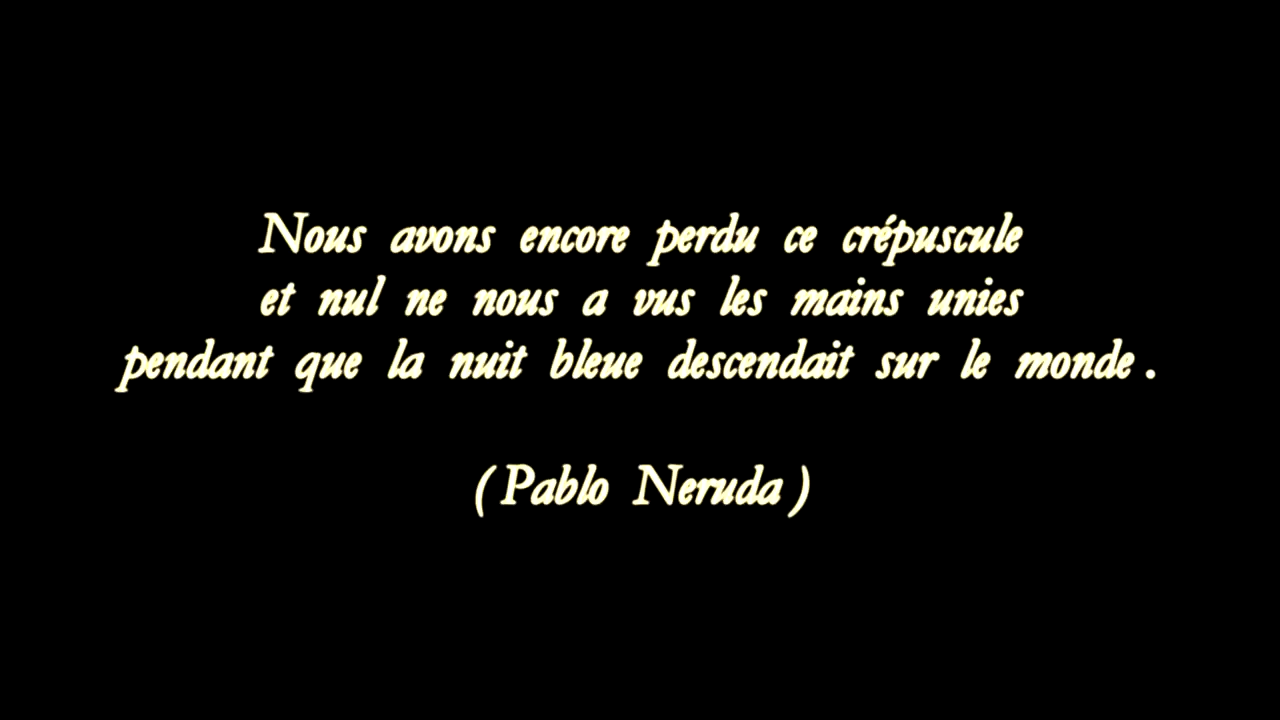 Nous avons encore perdu ce crépuscule
et nul ne nous a vus les mains unies
pendant que la nuit bleue descendait sur le monde .
(Pablo Neruda)